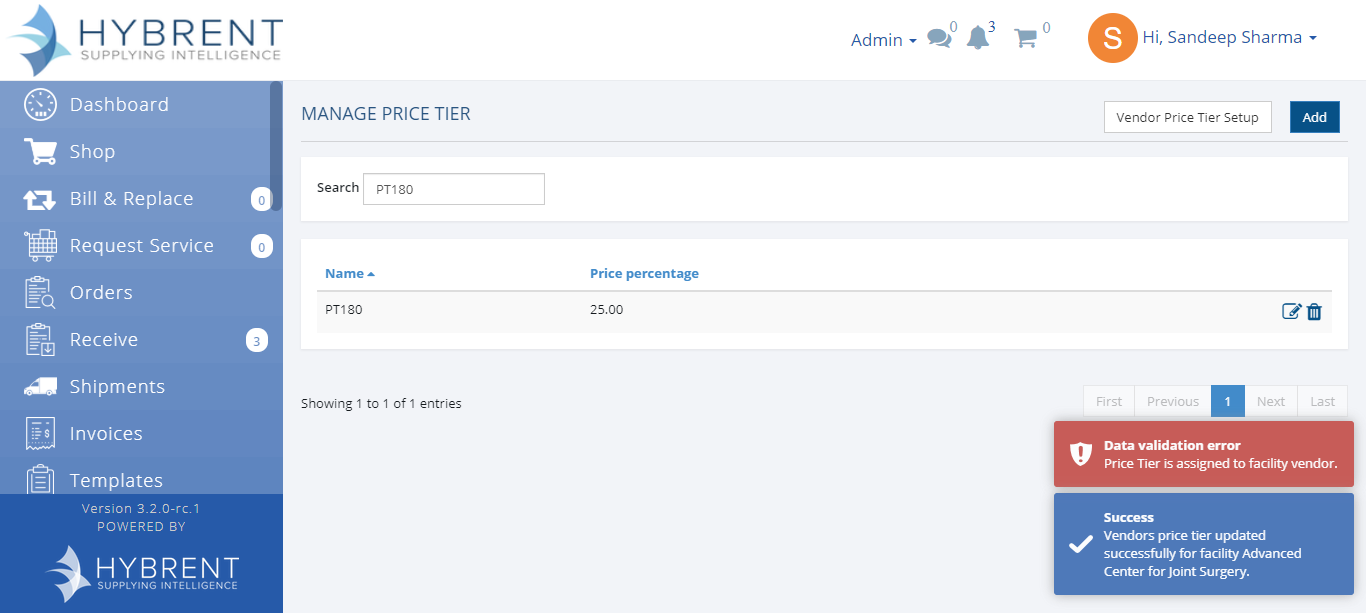 HYBRENT
SUPPLYING INTELLIGENCE
Admin
0
3
0
S
Hi, Sandeep Sharma
Dashboard
Shop
Bill & Replace
0
Request Service
0
Orders
Receive
3
Shipments
Invoices
Templates
Version 3.2.0-rc.1
POWERED BY
HYBRENT
SUPPLYING INTELLIGENCE
MANAGE PRICE TIER
Vendor Price Tier Setup
Add
Search
PT180
Name
Price percentage
PT180
25.00
Showing 1 to 1 of 1 entries
First
Previous
1
Next
Last
Data validation error
Price Tier is assigned to facility vendor.
Success
Vendors price tier updated
successfully for facility Advanced
Center for Joint Surgery.